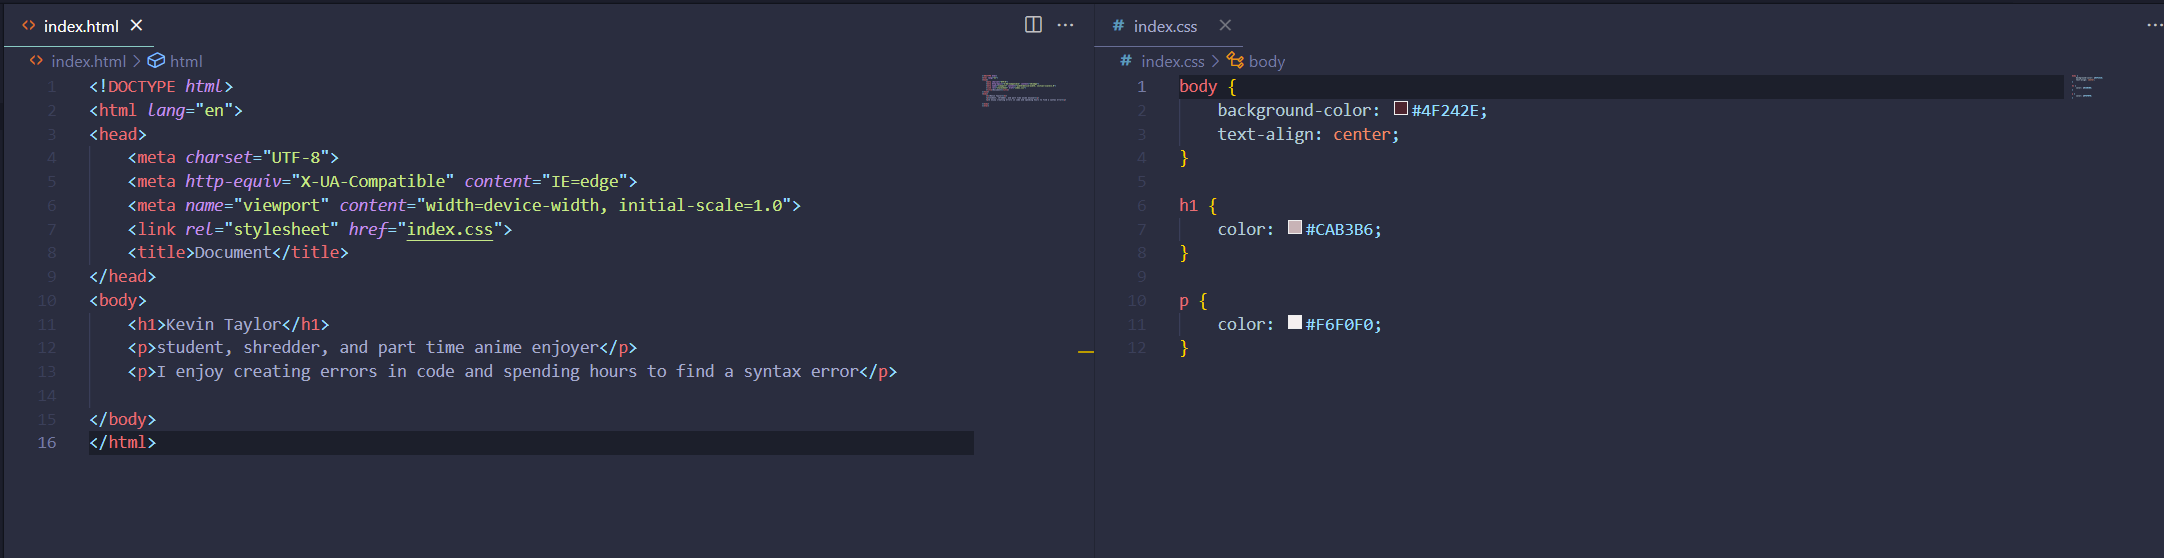 index.html
index.html > html
1 <!DOCTYPE html>
2 <html lang="en">
3 <head>
4     <meta charset="UTF-8">
5     <meta http-equiv="X-UA-Compatible" content="IE=edge">
6     <meta name="viewport" content="width=device-width, initial-scale=1.0">
7     <link rel="stylesheet" href="index.css">
8     <title>Document</title>
9 </head>
10 <body>
11     <h1>Kevin Taylor</h1>
12     <p>student, shredder, and part time anime enjoyer</p>
13     <p>I enjoy creating errors in code and spending hours to find a syntax error</p>
14
15 </body>
16 </html>
# index.css
# index.css > body
1 body {
2     background-color: #4F242E;
3     text-align: center;
4 }
5
6 h1 {
7     color: #CAB3B6;
8 }
9
10 p {
11     color: #F6F0F0;
12 }